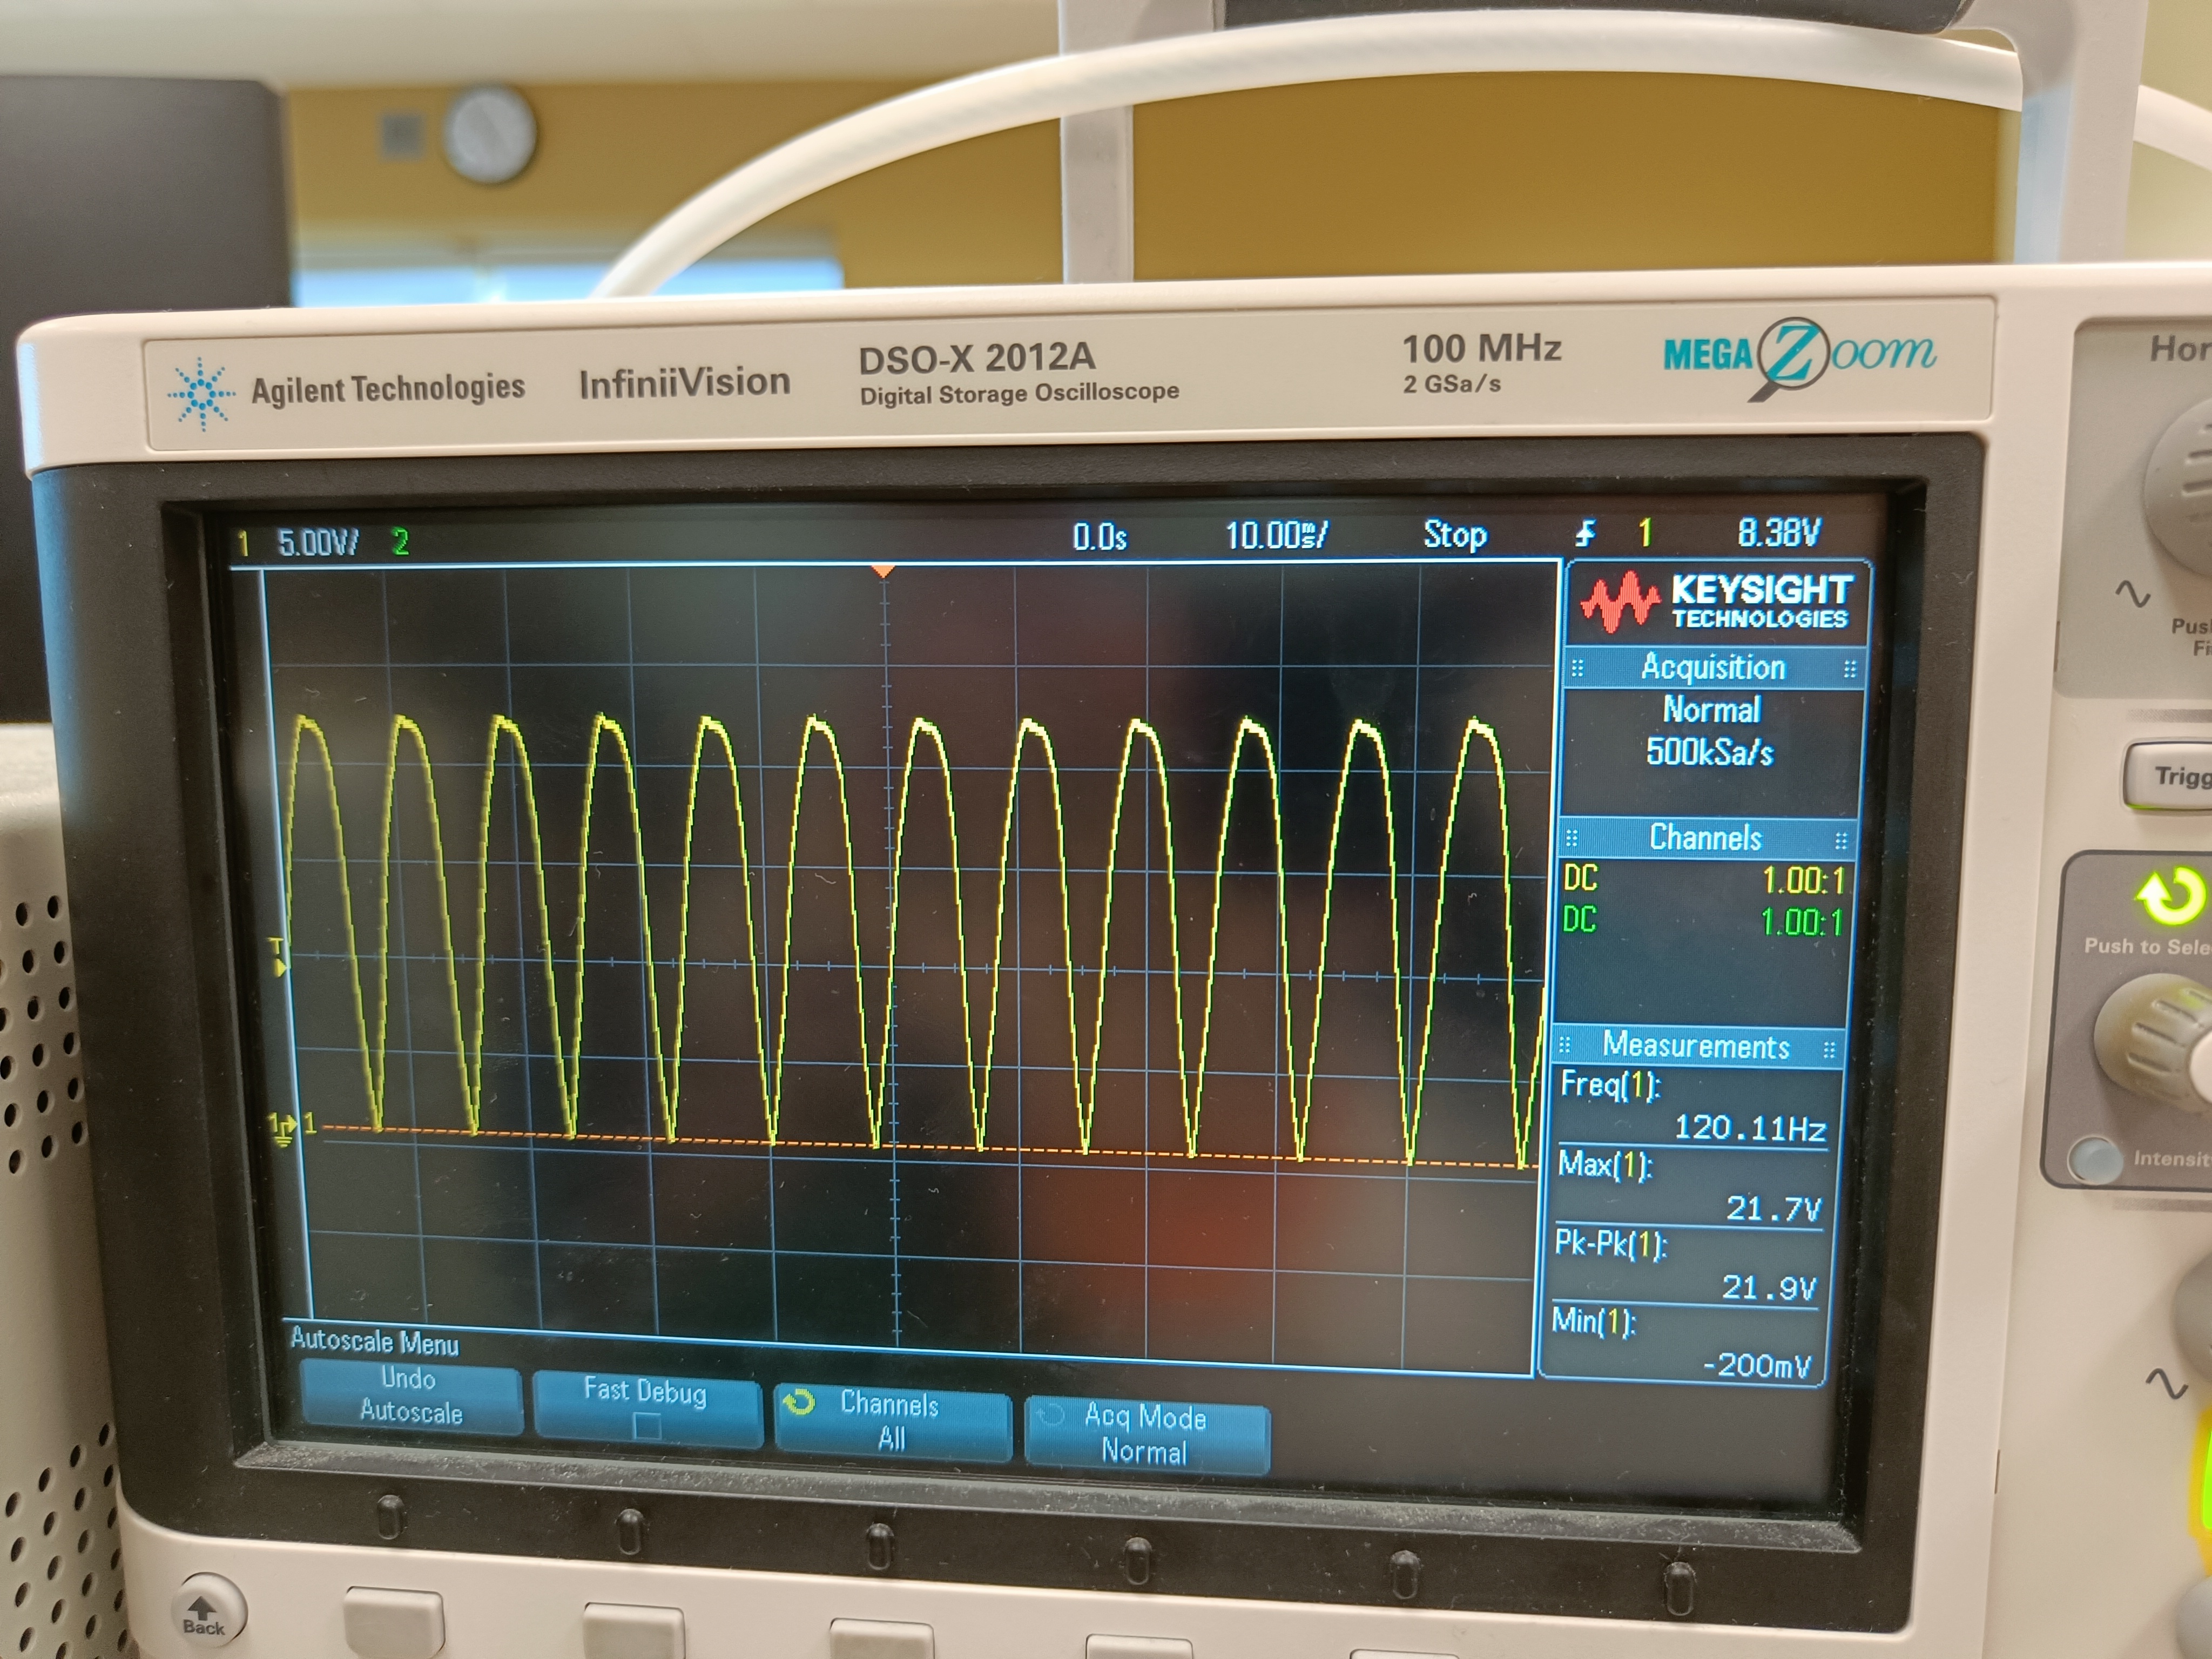 Agilent Technologies
InfiniiVision
DSO-X 2012A
Digital Storage Oscilloscope
100 MHz
2 GSa/s
MEGA Zoom
Hor
1 5.00V/ 2 0.0s 10.00ms/ Stop 1 8.38V
KEYSIGHT
TECHNOLOGIES
Acquisition
Normal
500kSa/s
Channels
DC 1.00:1
DC 1.00:1
Measurements
Freq(1):
120.11Hz
Max(1):
21.7V
Pk-Pk(1):
21.9V
Min(1):
-200mV
T
1 1
Autoscale Menu
Undo
Autoscale
Fast Debug
Channels
All
Acq Mode
Normal
Back
Pus
Fi
Trigg
Push to Sele
Intensit